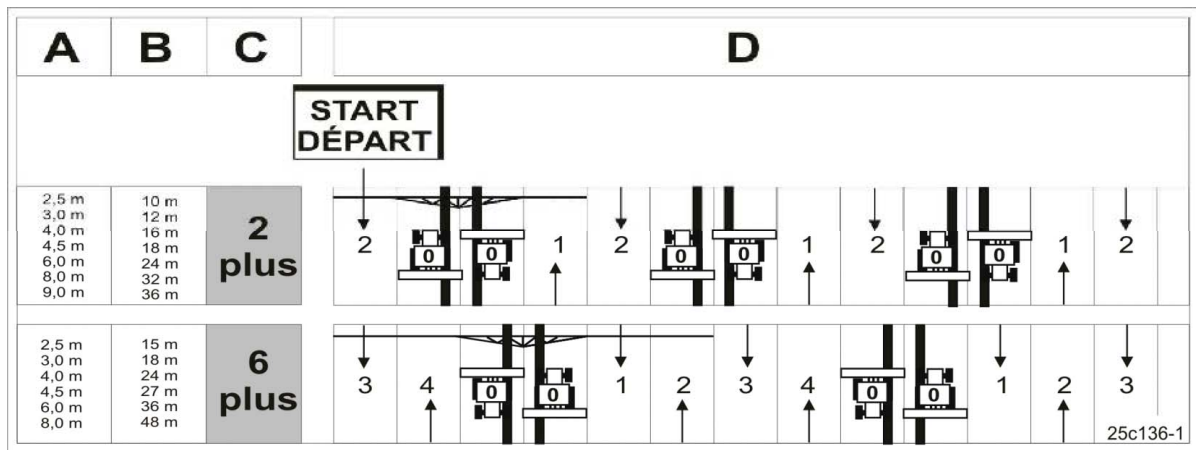 A B C D
START
DÉPART
2,5 m
3,0 m
4,0 m
4,5 m
6,0 m
8,0 m
9,0 m
10 m
12 m
16 m
18 m
24 m
32 m
36 m
2
plus
2 0 0 1 2 0 0 1 2 0 0 1 2
2,5 m
3,0 m
4,0 m
4,5 m
6,0 m
8,0 m
15 m
18 m
24 m
27 m
36 m
48 m
6
plus
3 4 0 0 1 2 3 4 0 0 1 2 3
25c136-1